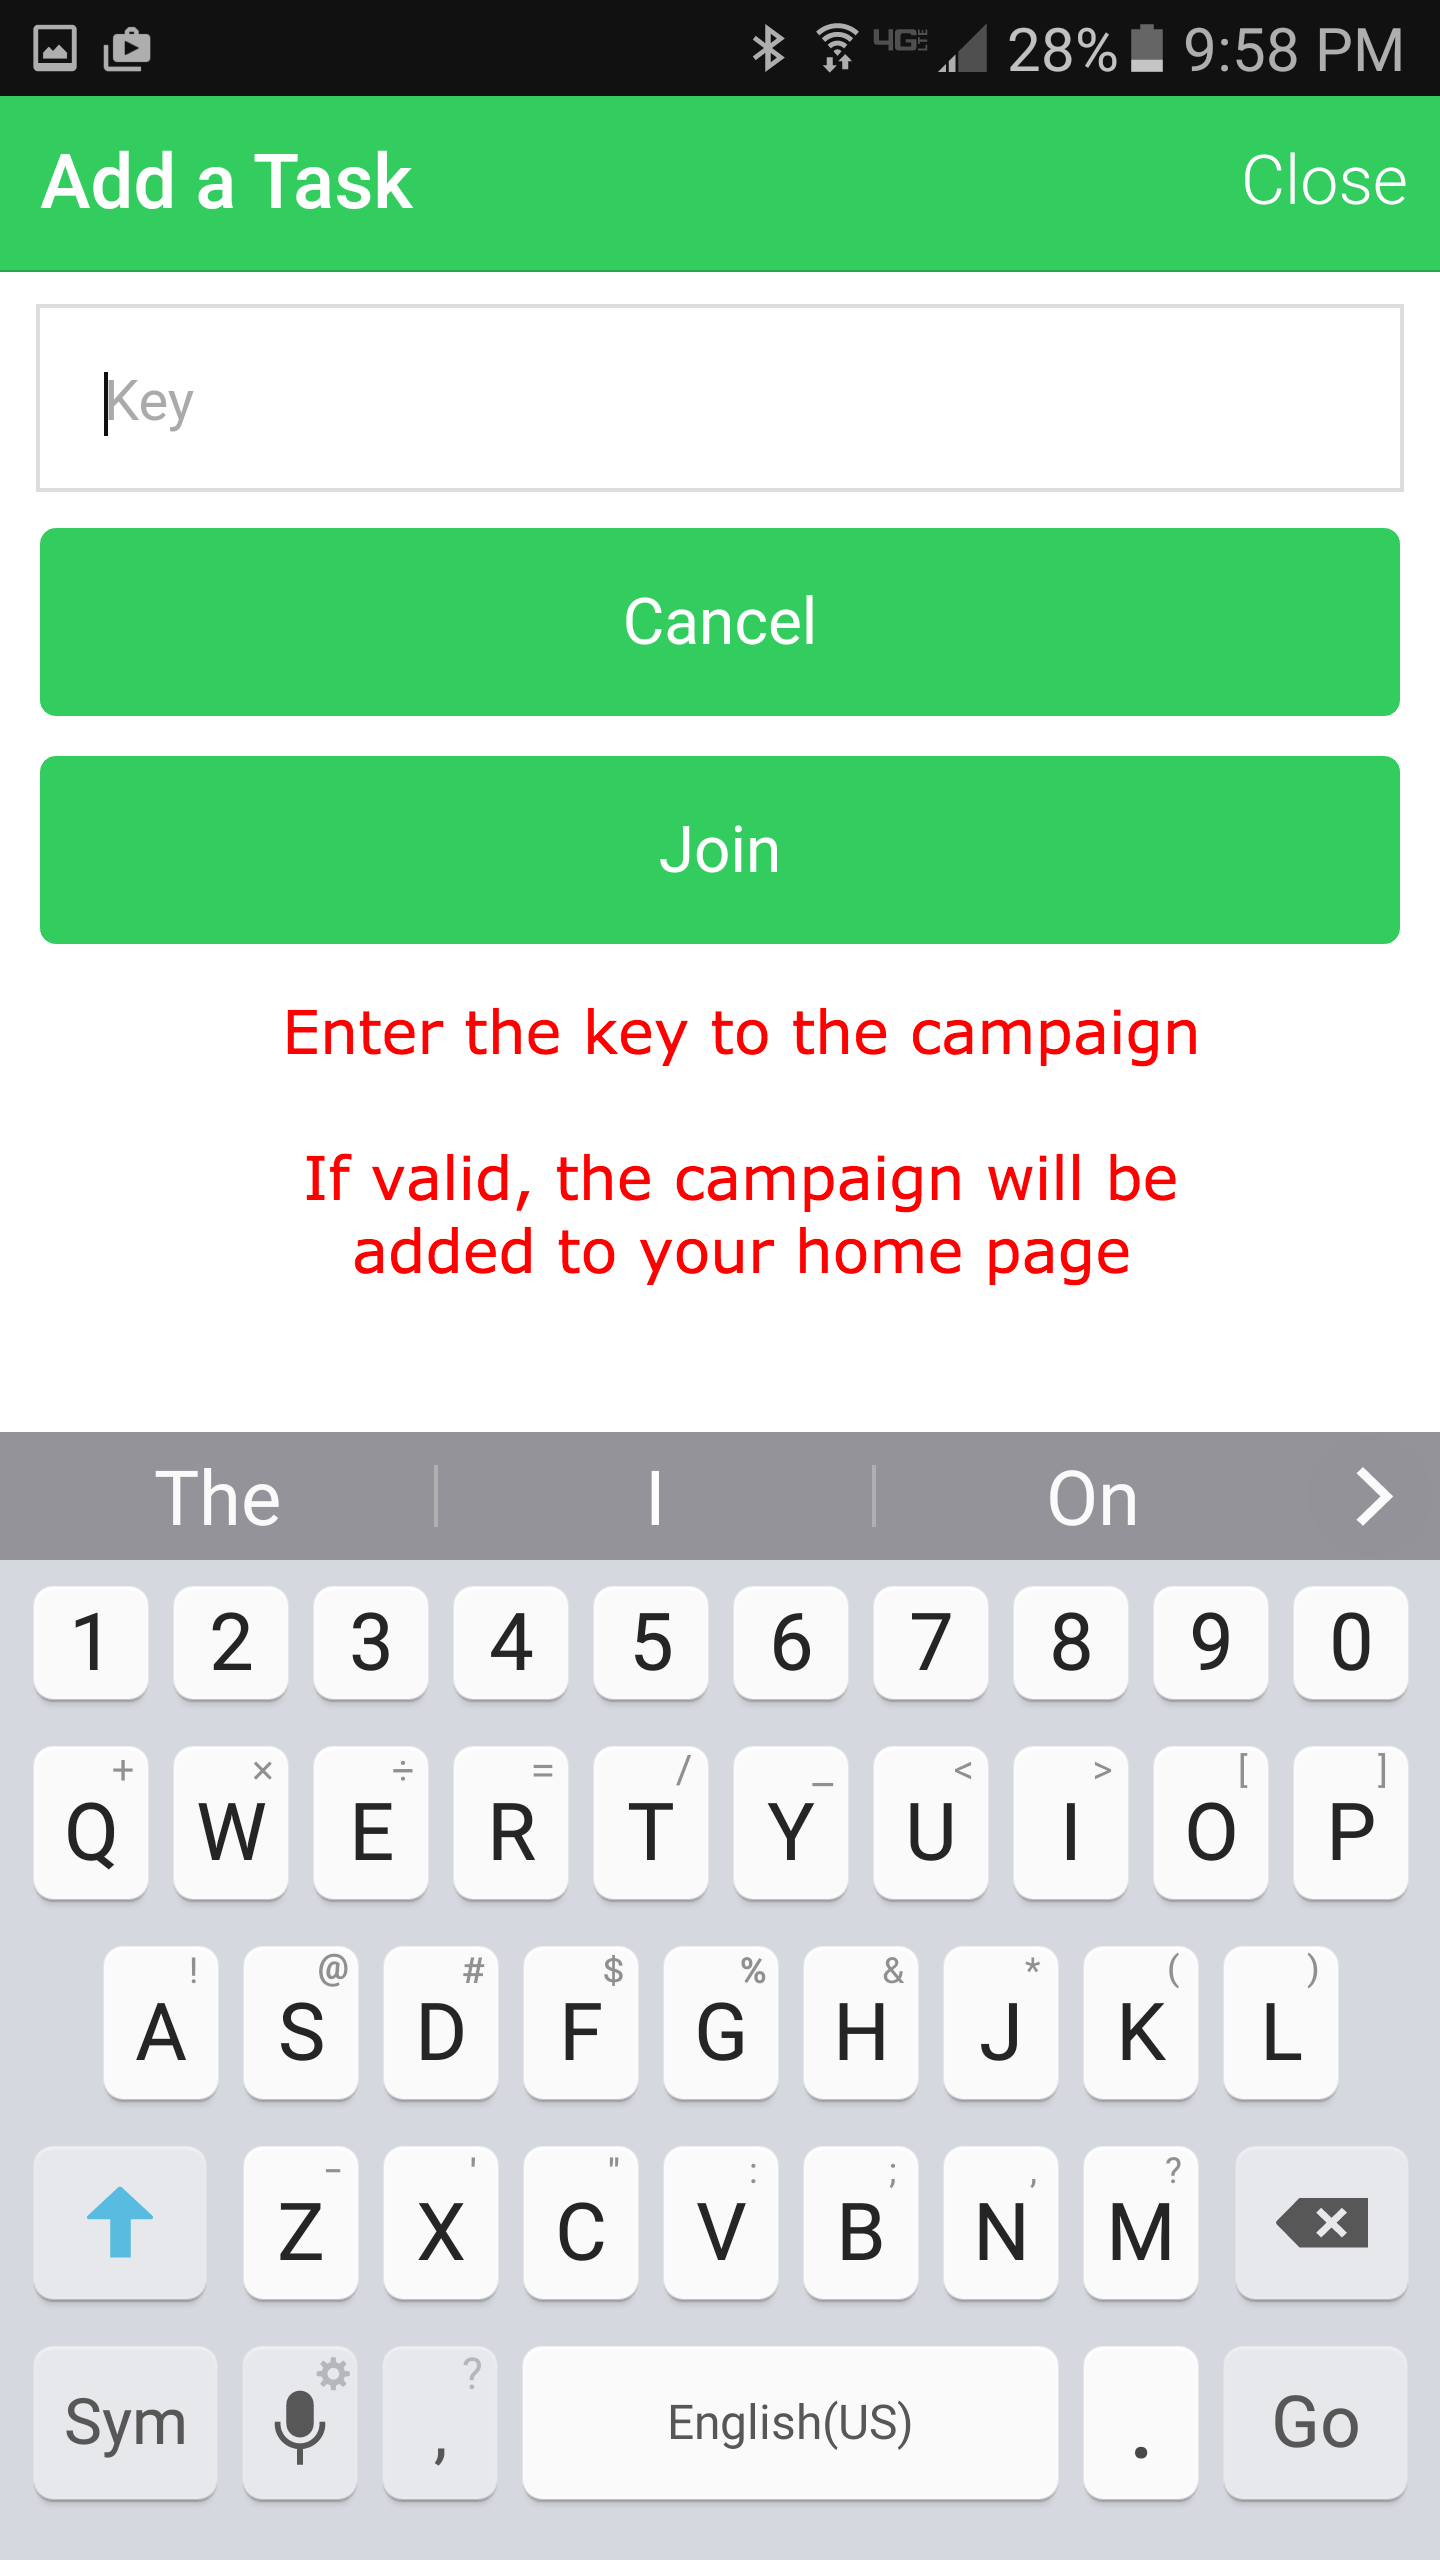 4G LTE 28% 9:58 PM
Add a Task Close
Key
Cancel
Join
Enter the key to the campaign
If valid, the campaign will be
added to your home page
The I On
1 2 3 4 5 6 7 8 9 0
+ × ÷ = / _ < > [ ]
Q W E R T Y U I O P
! @ # $ % & * ( )
A S D F G H J K L
- ' " : ; , ?
Z X C V B N M
?
Sym , English(US) . Go